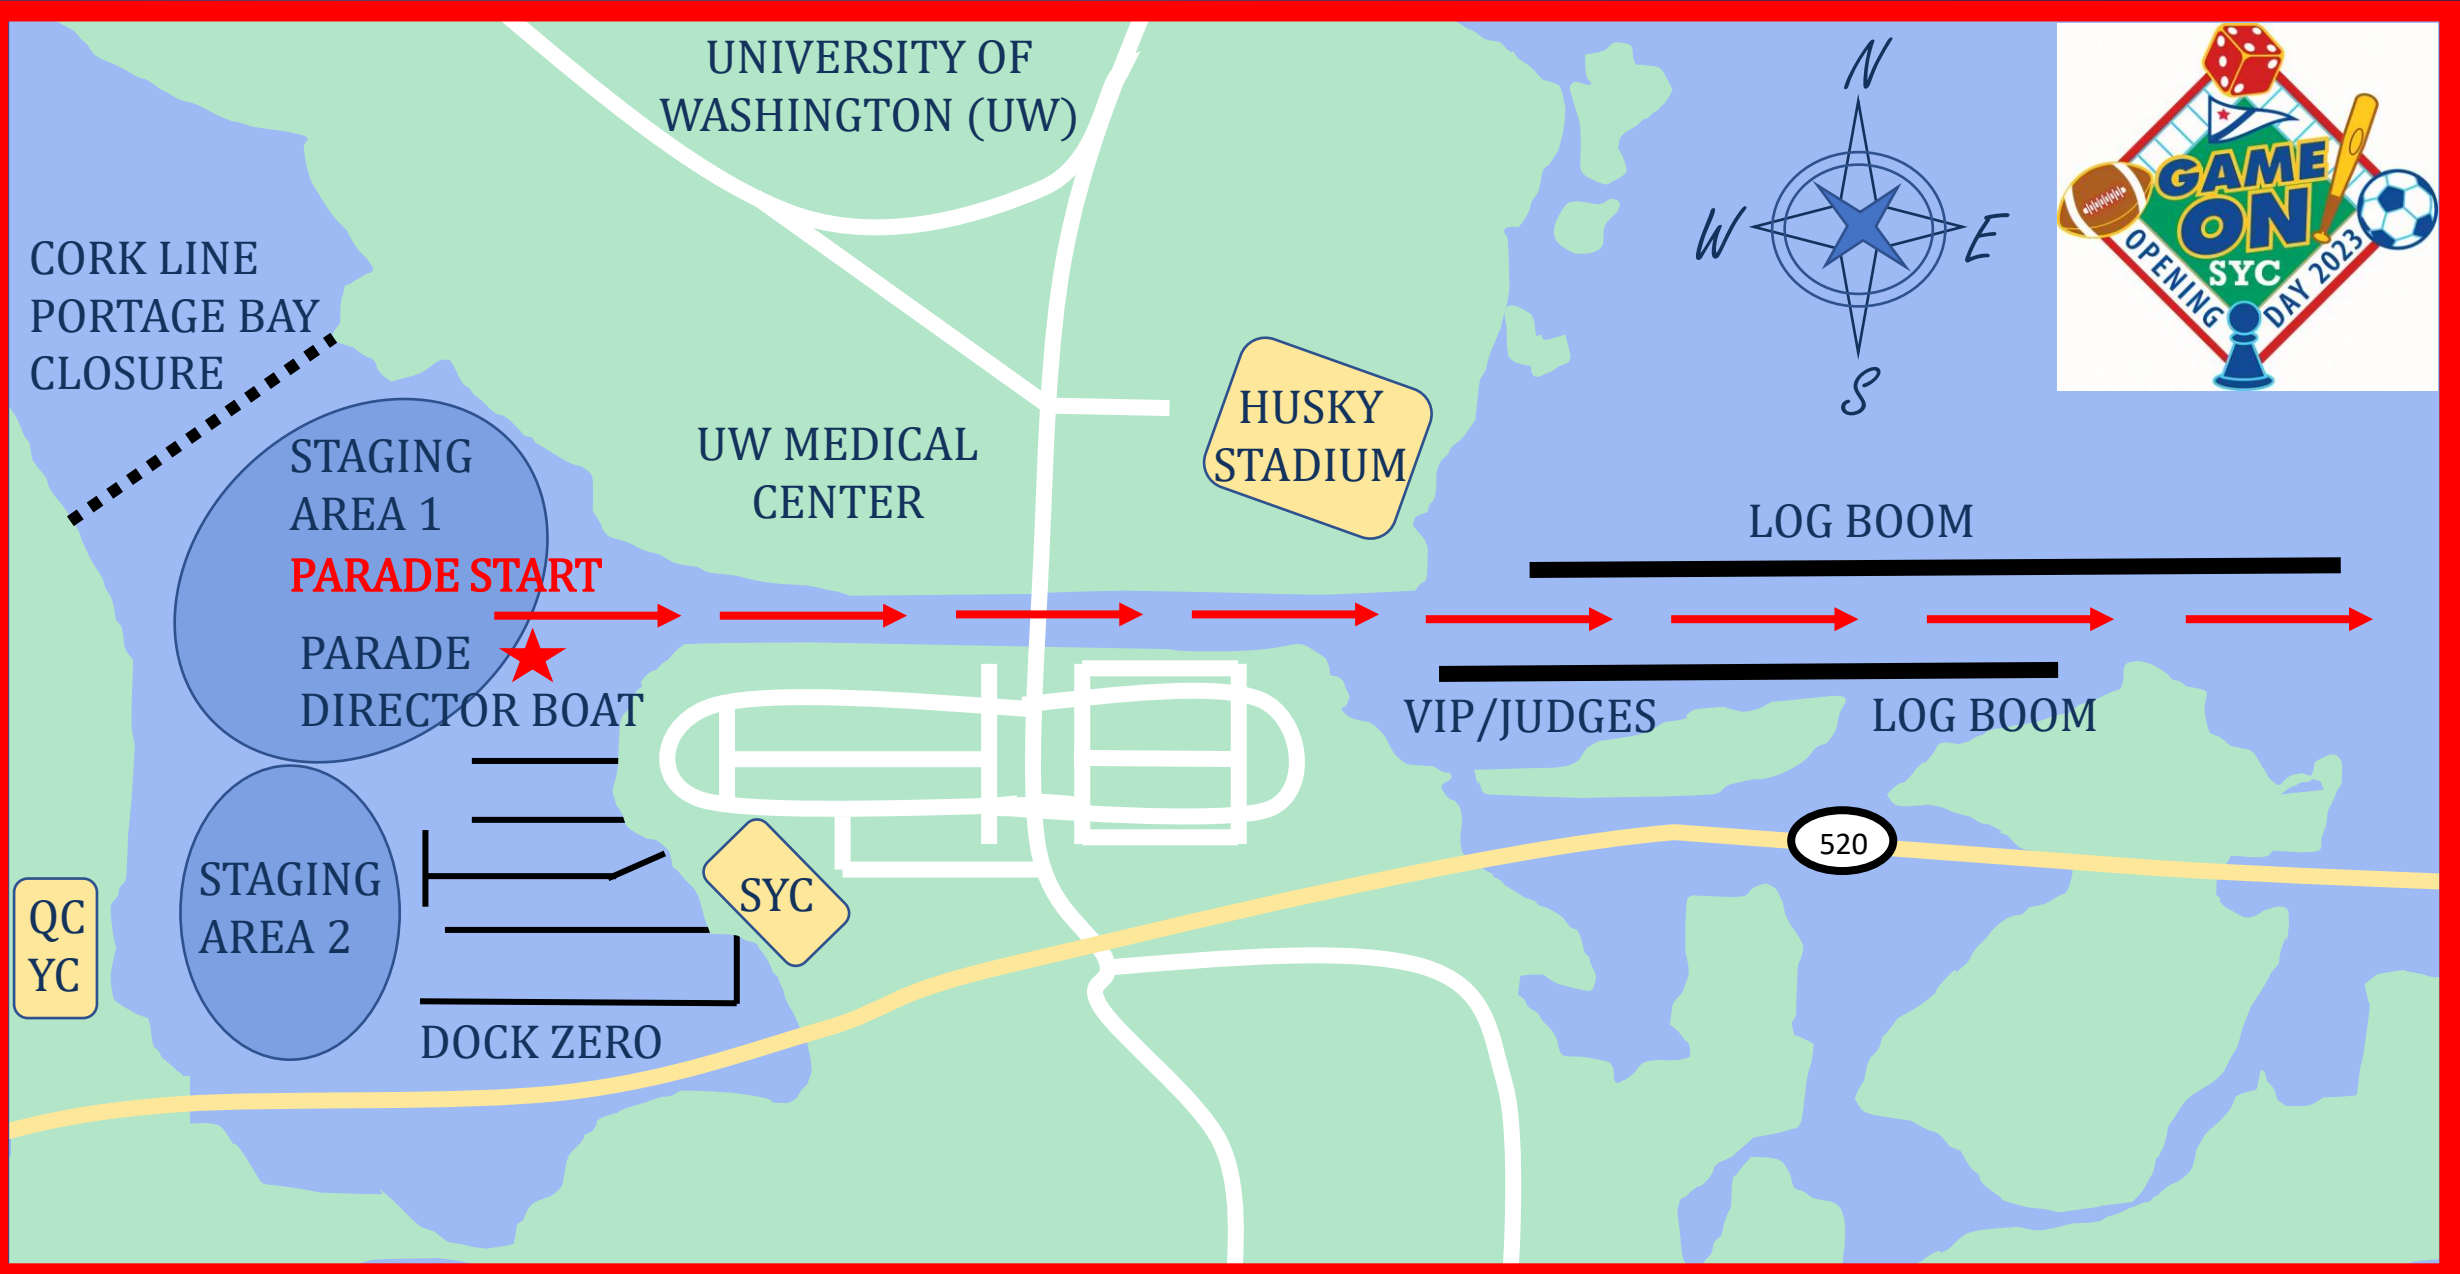 UNIVERSITY OF
WASHINGTON (UW)
N
W
E
S
GAME
ON
SYC
OPENING
DAY 2023
CORK LINE
PORTAGE BAY
CLOSURE
STAGING
AREA 1
PARADE START
PARADE
DIRECTOR BOAT
UW MEDICAL
CENTER
HUSKY
STADIUM
LOG BOOM
VIP/JUDGES
LOG BOOM
520
STAGING
AREA 2
QC
YC
SYC
DOCK ZERO